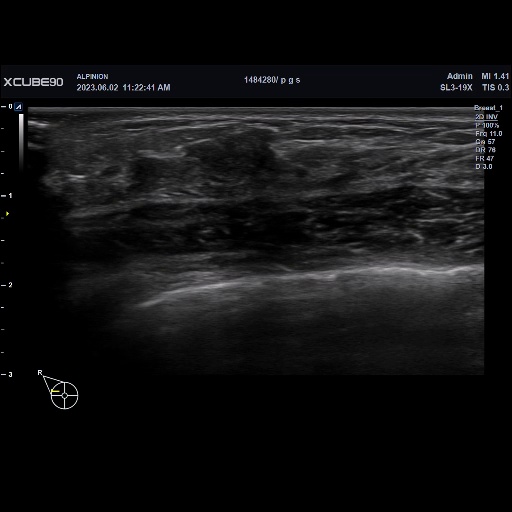 XCUBE90
ALPINION
2023.06.02 11:22:41 AM
1484280/ p g s
Admin MI 1.41
SL3-19X TIS 0.3
Breast_1
2D INV
P 100%
Frq 11.0
Gn 57
DR 76
FR 47
D 3.0
0
1
2
3
R